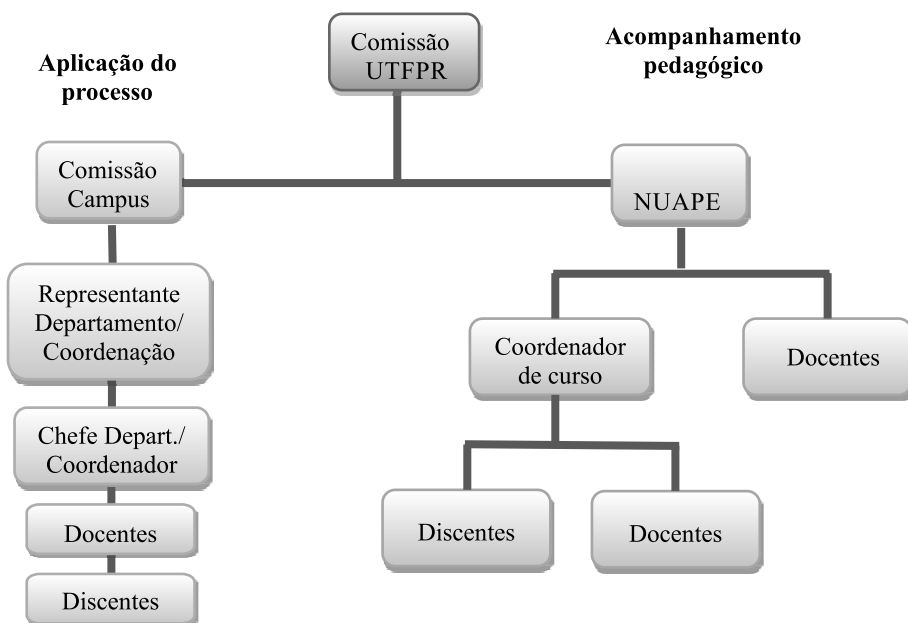 Comissão
UTFPR
Aplicação do
processo
Acompanhamento
pedagógico
Comissão
Campus
NUAPE
Representante
Departamento/
Coordenação
Coordenador
de curso
Docentes
Chefe Depart./
Coordenador
Discentes
Docentes
Docentes
Discentes